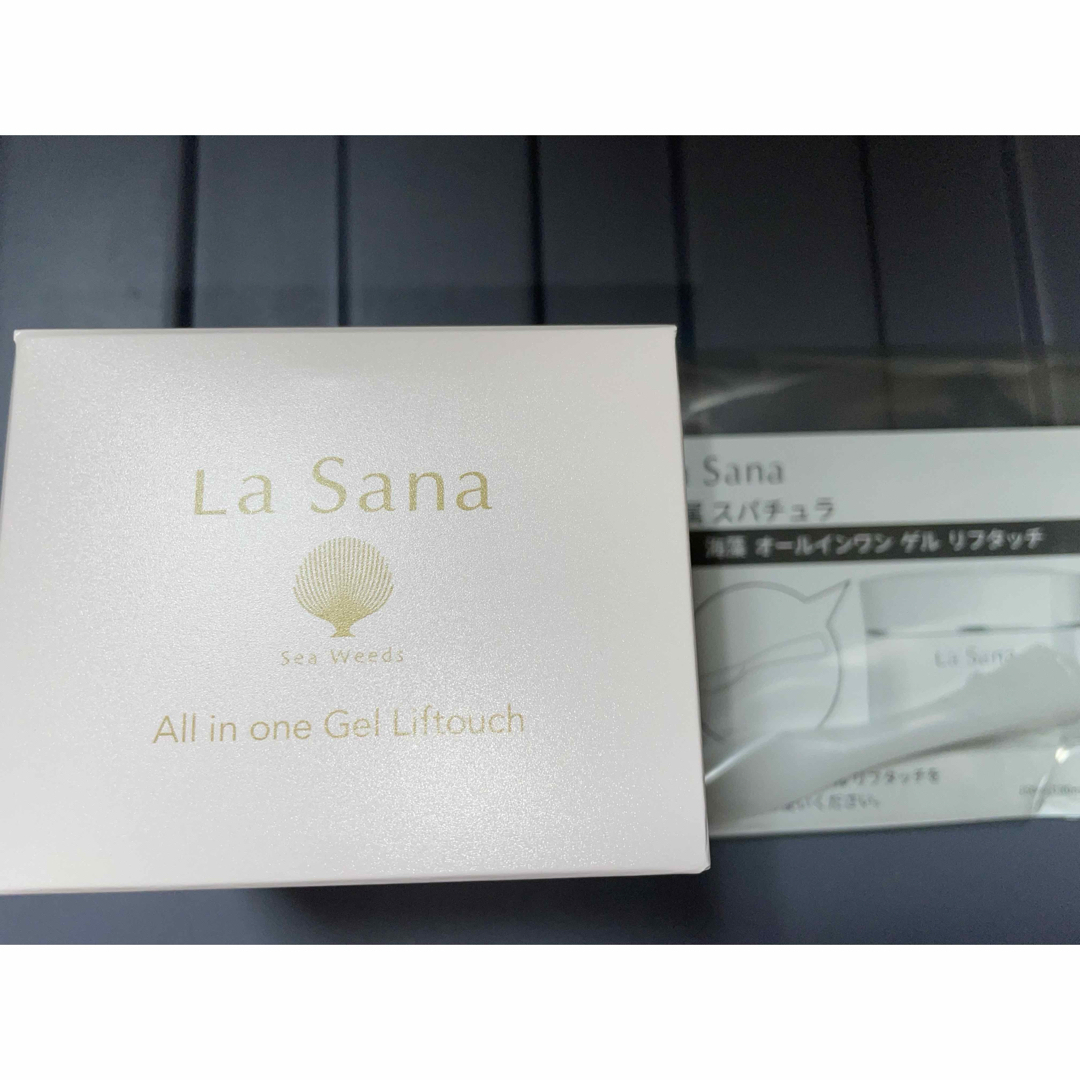 La Sana
Sea Weeds
All in one Gel Liftouch
Sana
スパチュラ
海藻 オールインワン ゲル リフタッチ
La Sana
リフタッチを
ください。